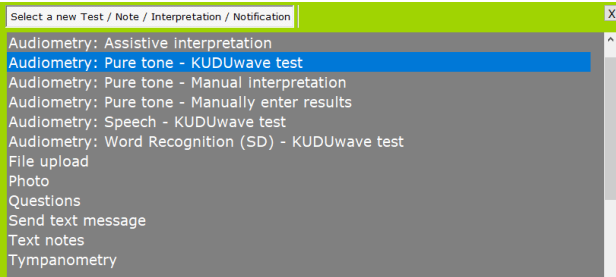 Select a new Test / Note / Interpretation / Notification
X
Audiometry: Assistive interpretation
Audiometry: Pure tone - KUDUwave test
Audiometry: Pure tone - Manual interpretation
Audiometry: Pure tone - Manually enter results
Audiometry: Speech - KUDUwave test
Audiometry: Word Recognition (SD) - KUDUwave test
File upload
Photo
Questions
Send text message
Text notes
Tympanometry